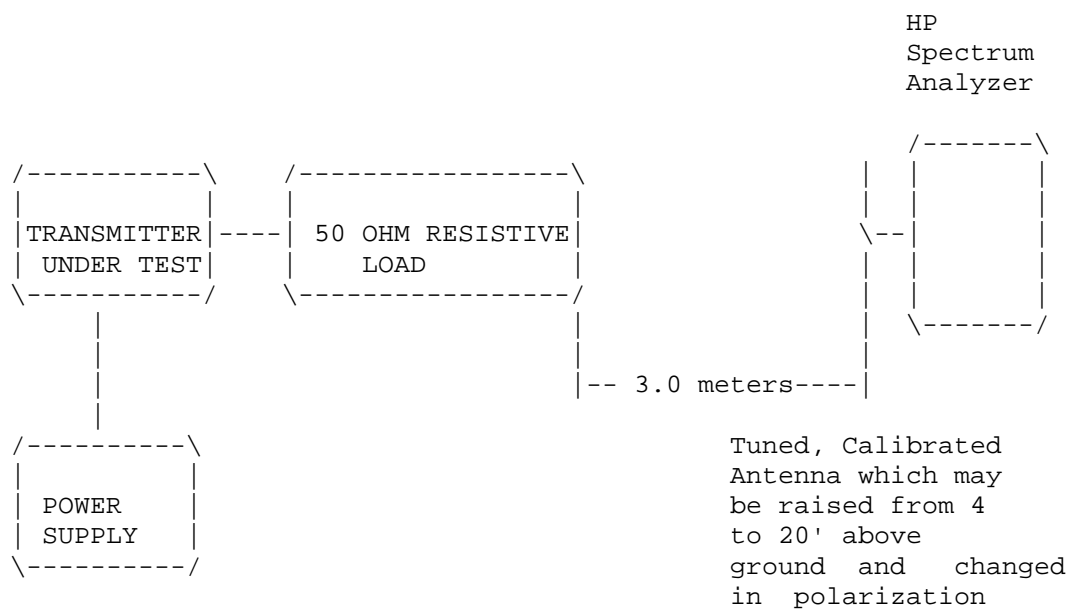 HP
Spectrum
Analyzer
TRANSMITTER
UNDER TEST
50 OHM RESISTIVE
LOAD
3.0 meters
POWER
SUPPLY
Tuned, Calibrated
Antenna which may
be raised from 4
to 20' above
ground and changed
in polarization